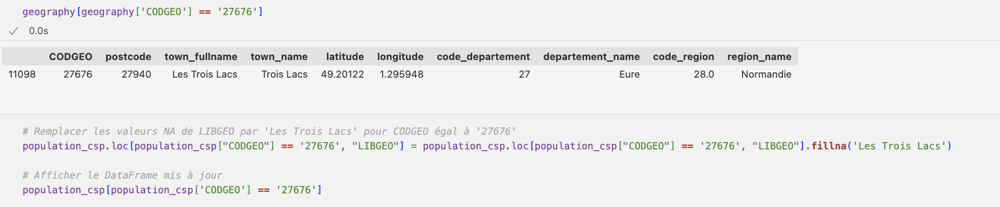 geography[geography['CODGEO'] == '27676']
0.0s
CODGEO postcode town_fullname town_name latitude longitude code_departement departement_name code_region region_name
11098 27676 27940 Les Trois Lacs Trois Lacs 49.20122 1.295948 27 Eure 28.0 Normandie
# Remplacer les valeurs NA de LIBGEO par 'Les Trois Lacs' pour CODGEO égal à '27676'
population_csp.loc[population_csp["CODGEO"] == '27676', "LIBGEO"] = population_csp.loc[population_csp["CODGEO"] == '27676', "LIBGEO"].fillna('Les Trois Lacs')
# Afficher le DataFrame mis à jour
population_csp[population_csp['CODGEO'] == '27676']